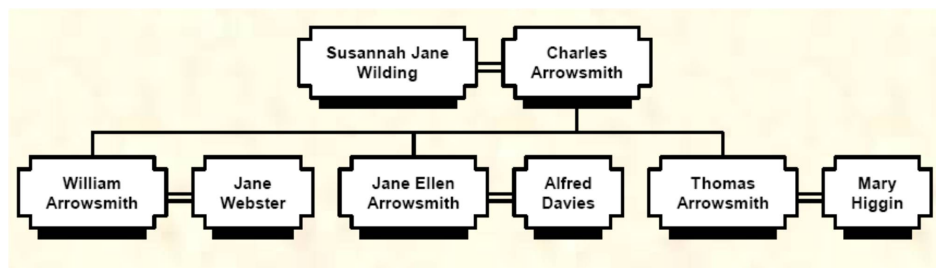 Susannah Jane
Wilding
Charles
Arrowsmith
William
Arrowsmith
Jane
Webster
Jane Ellen
Arrowsmith
Alfred
Davies
Thomas
Arrowsmith
Mary
Higgin